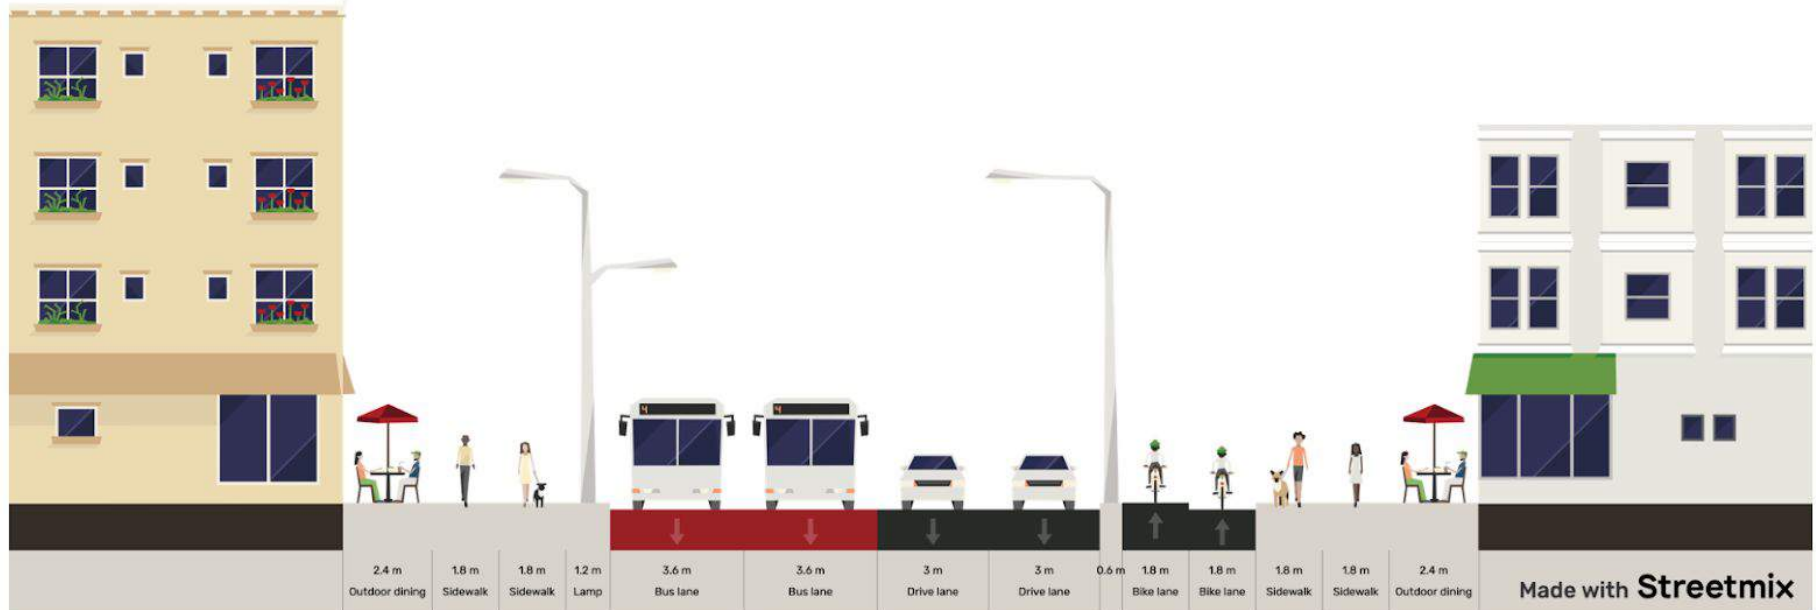 4
4
2.4 m
Outdoor dining
1.8 m
Sidewalk
1.8 m
Sidewalk
1.2 m
Lamp
3.6 m
Bus lane
3.6 m
Bus lane
3 m
Drive lane
3 m
Drive lane
0.6 m
1.8 m
Bike lane
1.8 m
Bike lane
1.8 m
Sidewalk
1.8 m
Sidewalk
2.4 m
Outdoor dining
Made with Streetmix